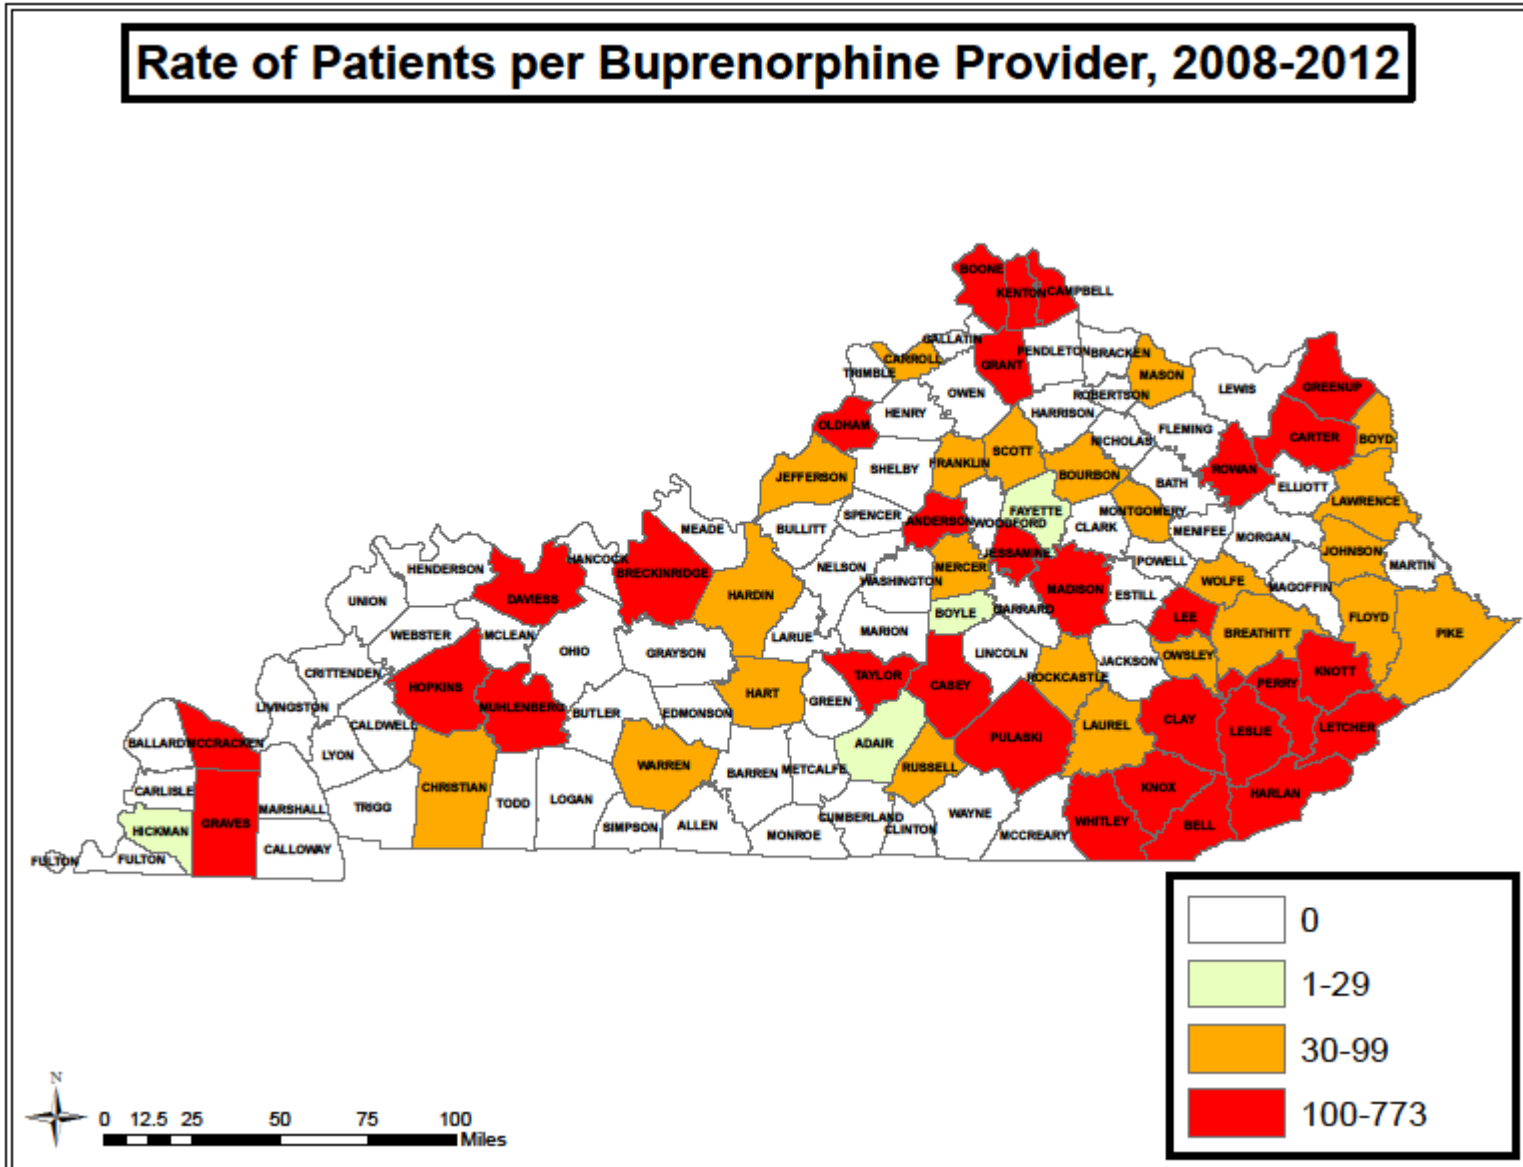 Rate of Patients per Buprenorphine Provider, 2008-2012
BOONE
KENTON
CAMPBELL
GALLATIN
CARROLL
GRANT
PENDLETON
BRACKEN
MASON
TRIMBLE
OWEN
ROBERTSON
LEWIS
GREENUP
HENRY
HARRISON
OLDHAM
FLEMING
CARTER
BOYD
NICHOLAS
SCOTT
FRANKLIN
SHELBY
JEFFERSON
BOURBON
ROWAN
BATH
ELLIOTT
LAWRENCE
FAYETTE
MONTGOMERY
SPENCER
ANDERSON
WOODFORD
CLARK
MENIFEE
MORGAN
MEADE
BULLITT
JESSAMINE
JOHNSON
MARTIN
HANCOCK
HENDERSON
BRECKINRIDGE
NELSON
WASHINGTON
MERCER
POWELL
WOLFE
MAGOFFIN
UNION
DAVIESS
HARDIN
MADISON
ESTILL
BOYLE
GARRARD
LEE
FLOYD
PIKE
WEBSTER
MCLEAN
OHIO
GRAYSON
LARUE
MARION
LINCOLN
JACKSON
OWSLEY
BREATHITT
CRITTENDEN
HOPKINS
MUHLENBERG
HART
GREEN
TAYLOR
CASEY
ROCKCASTLE
PERRY
KNOTT
LIVINGSTON
CALDWELL
BUTLER
EDMONSON
CLAY
LESLIE
LETCHER
BALLARD
MCCRACKEN
LYON
ADAIR
PULASKI
LAUREL
WARREN
BARREN
METCALFE
RUSSELL
CARLISLE
CHRISTIAN
KNOX
HARLAN
MARSHALL
TRIGG
TODD
LOGAN
HICKMAN
GRAVES
SIMPSON
ALLEN
MONROE
CUMBERLAND
CLINTON
WAYNE
MCCREARY
WHITLEY
BELL
FULTON
FULTON
CALLOWAY
0
1-29
30-99
100-773
N
0 12.5 25 50 75 100
Miles